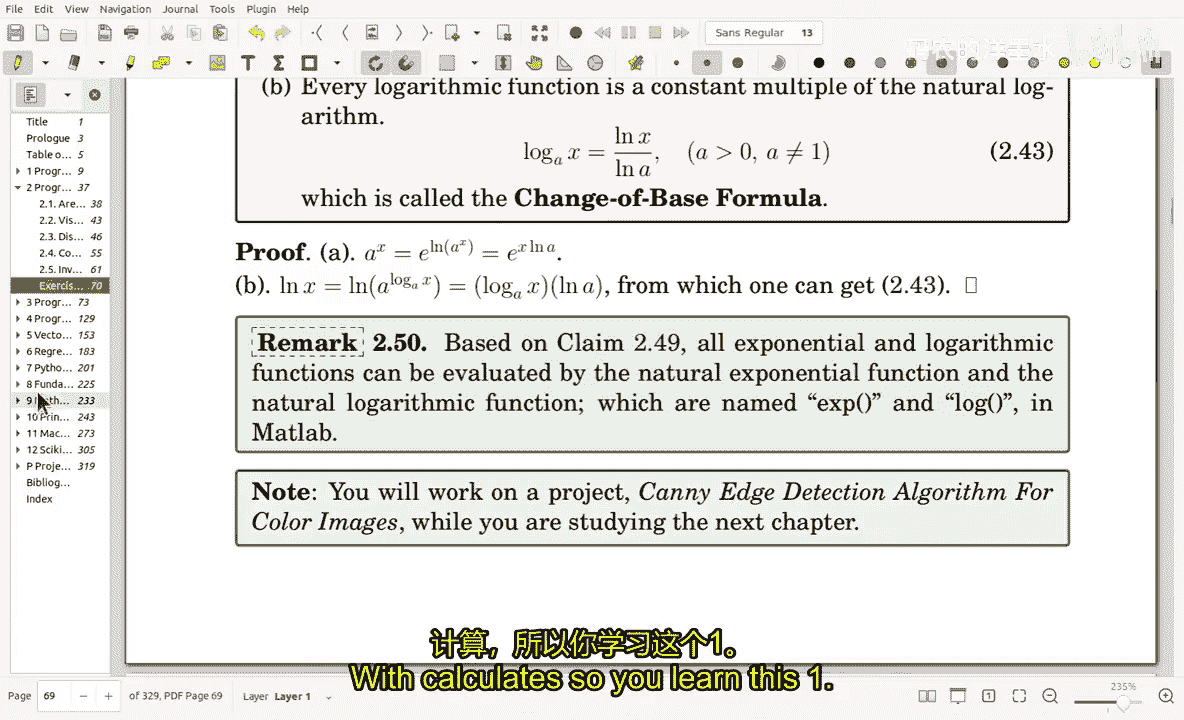 File Edit View Navigation Journal Tools Plugin Help
Sans Regular 13
(b) Every logarithmic function is a constant multiple of the natural log-
arithm.
log_a x = ln x / ln a, (a > 0, a ≠ 1) (2.43)
which is called the Change-of-Base Formula.
Proof. (a). a^x = e^{ln(a^x)} = e^{x ln a}.
(b). ln x = ln(a^{log_a x}) = (log_a x)(ln a), from which one can get (2.43). □
Remark 2.50. Based on Claim 2.49, all exponential and logarithmic
functions can be evaluated by the natural exponential function and the
natural logarithmic function; which are named “exp()” and “log()”, in
Matlab.
Note: You will work on a project, Canny Edge Detection Algorithm For
Color Images, while you are studying the next chapter.
Title 1
Prologue 3
Table o... 5
1 Progr... 9
2 Progr... 37
2.1. Are... 38
2.2. Vis... 43
2.3. Dis... 46
2.4. Co... 55
2.5. Inv... 61
Exercis... 70
3 Progr... 73
4 Progr... 129
5 Vecto... 153
6 Regre... 183
7 Pytho... 201
8 Funda... 225
9 th... 233
10 Prin... 243
11 Mac... 273
12 Sciki... 305
P Proje... 319
Bibliog...
Index
计算，所以你学习这个1。
With calculates so you learn this 1.
Page 69 − + of 329, PDF Page 69 Layer Layer 1
235%